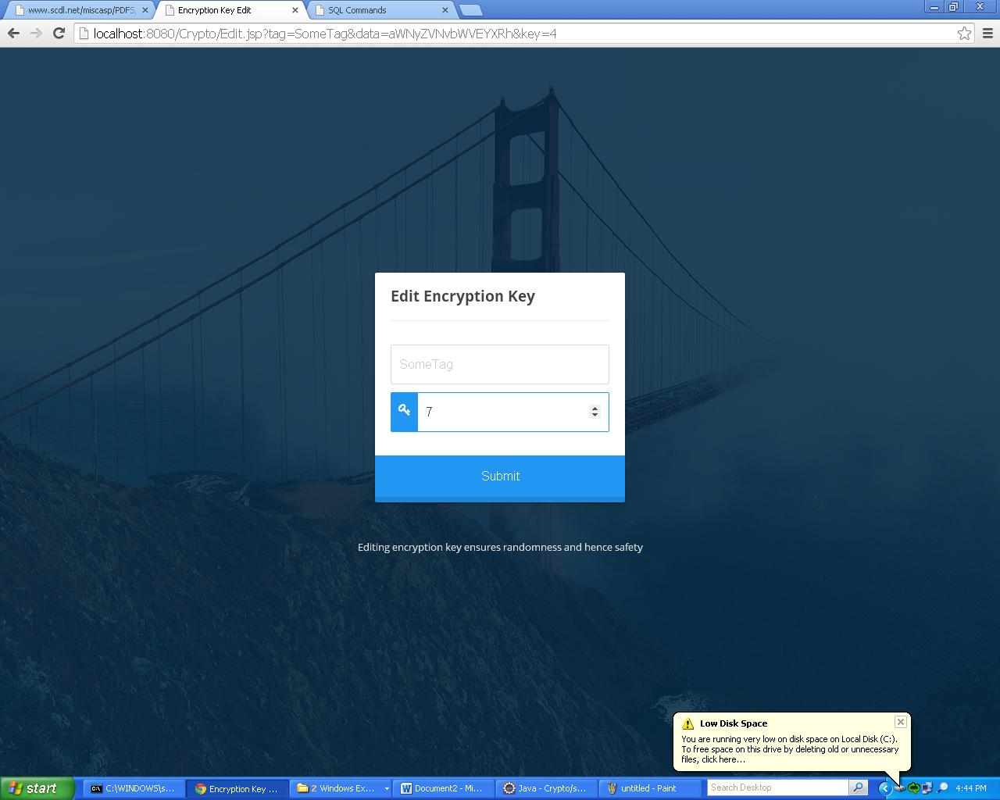 www.scdl.net/miscasp/PDFS
Encryption Key Edit
SQL Commands
localhost:8080/Crypto/Edit.jsp?tag=SomeTag&data=aWNyZVNvbWVEYXRh&key=4
Edit Encryption Key
SomeTag
7
Submit
Editing encryption key ensures randomness and hence safety
Low Disk Space
You are running very low on disk space on Local Disk (C:).
To free space on this drive by deleting old or unnecessary
files, click here...
start
C:\WINDOWS\s...
Encryption Key ...
2 Windows Ex...
Document2 - Mi...
Java - Crypto/s...
untitled - Paint
Search Desktop
4:44 PM